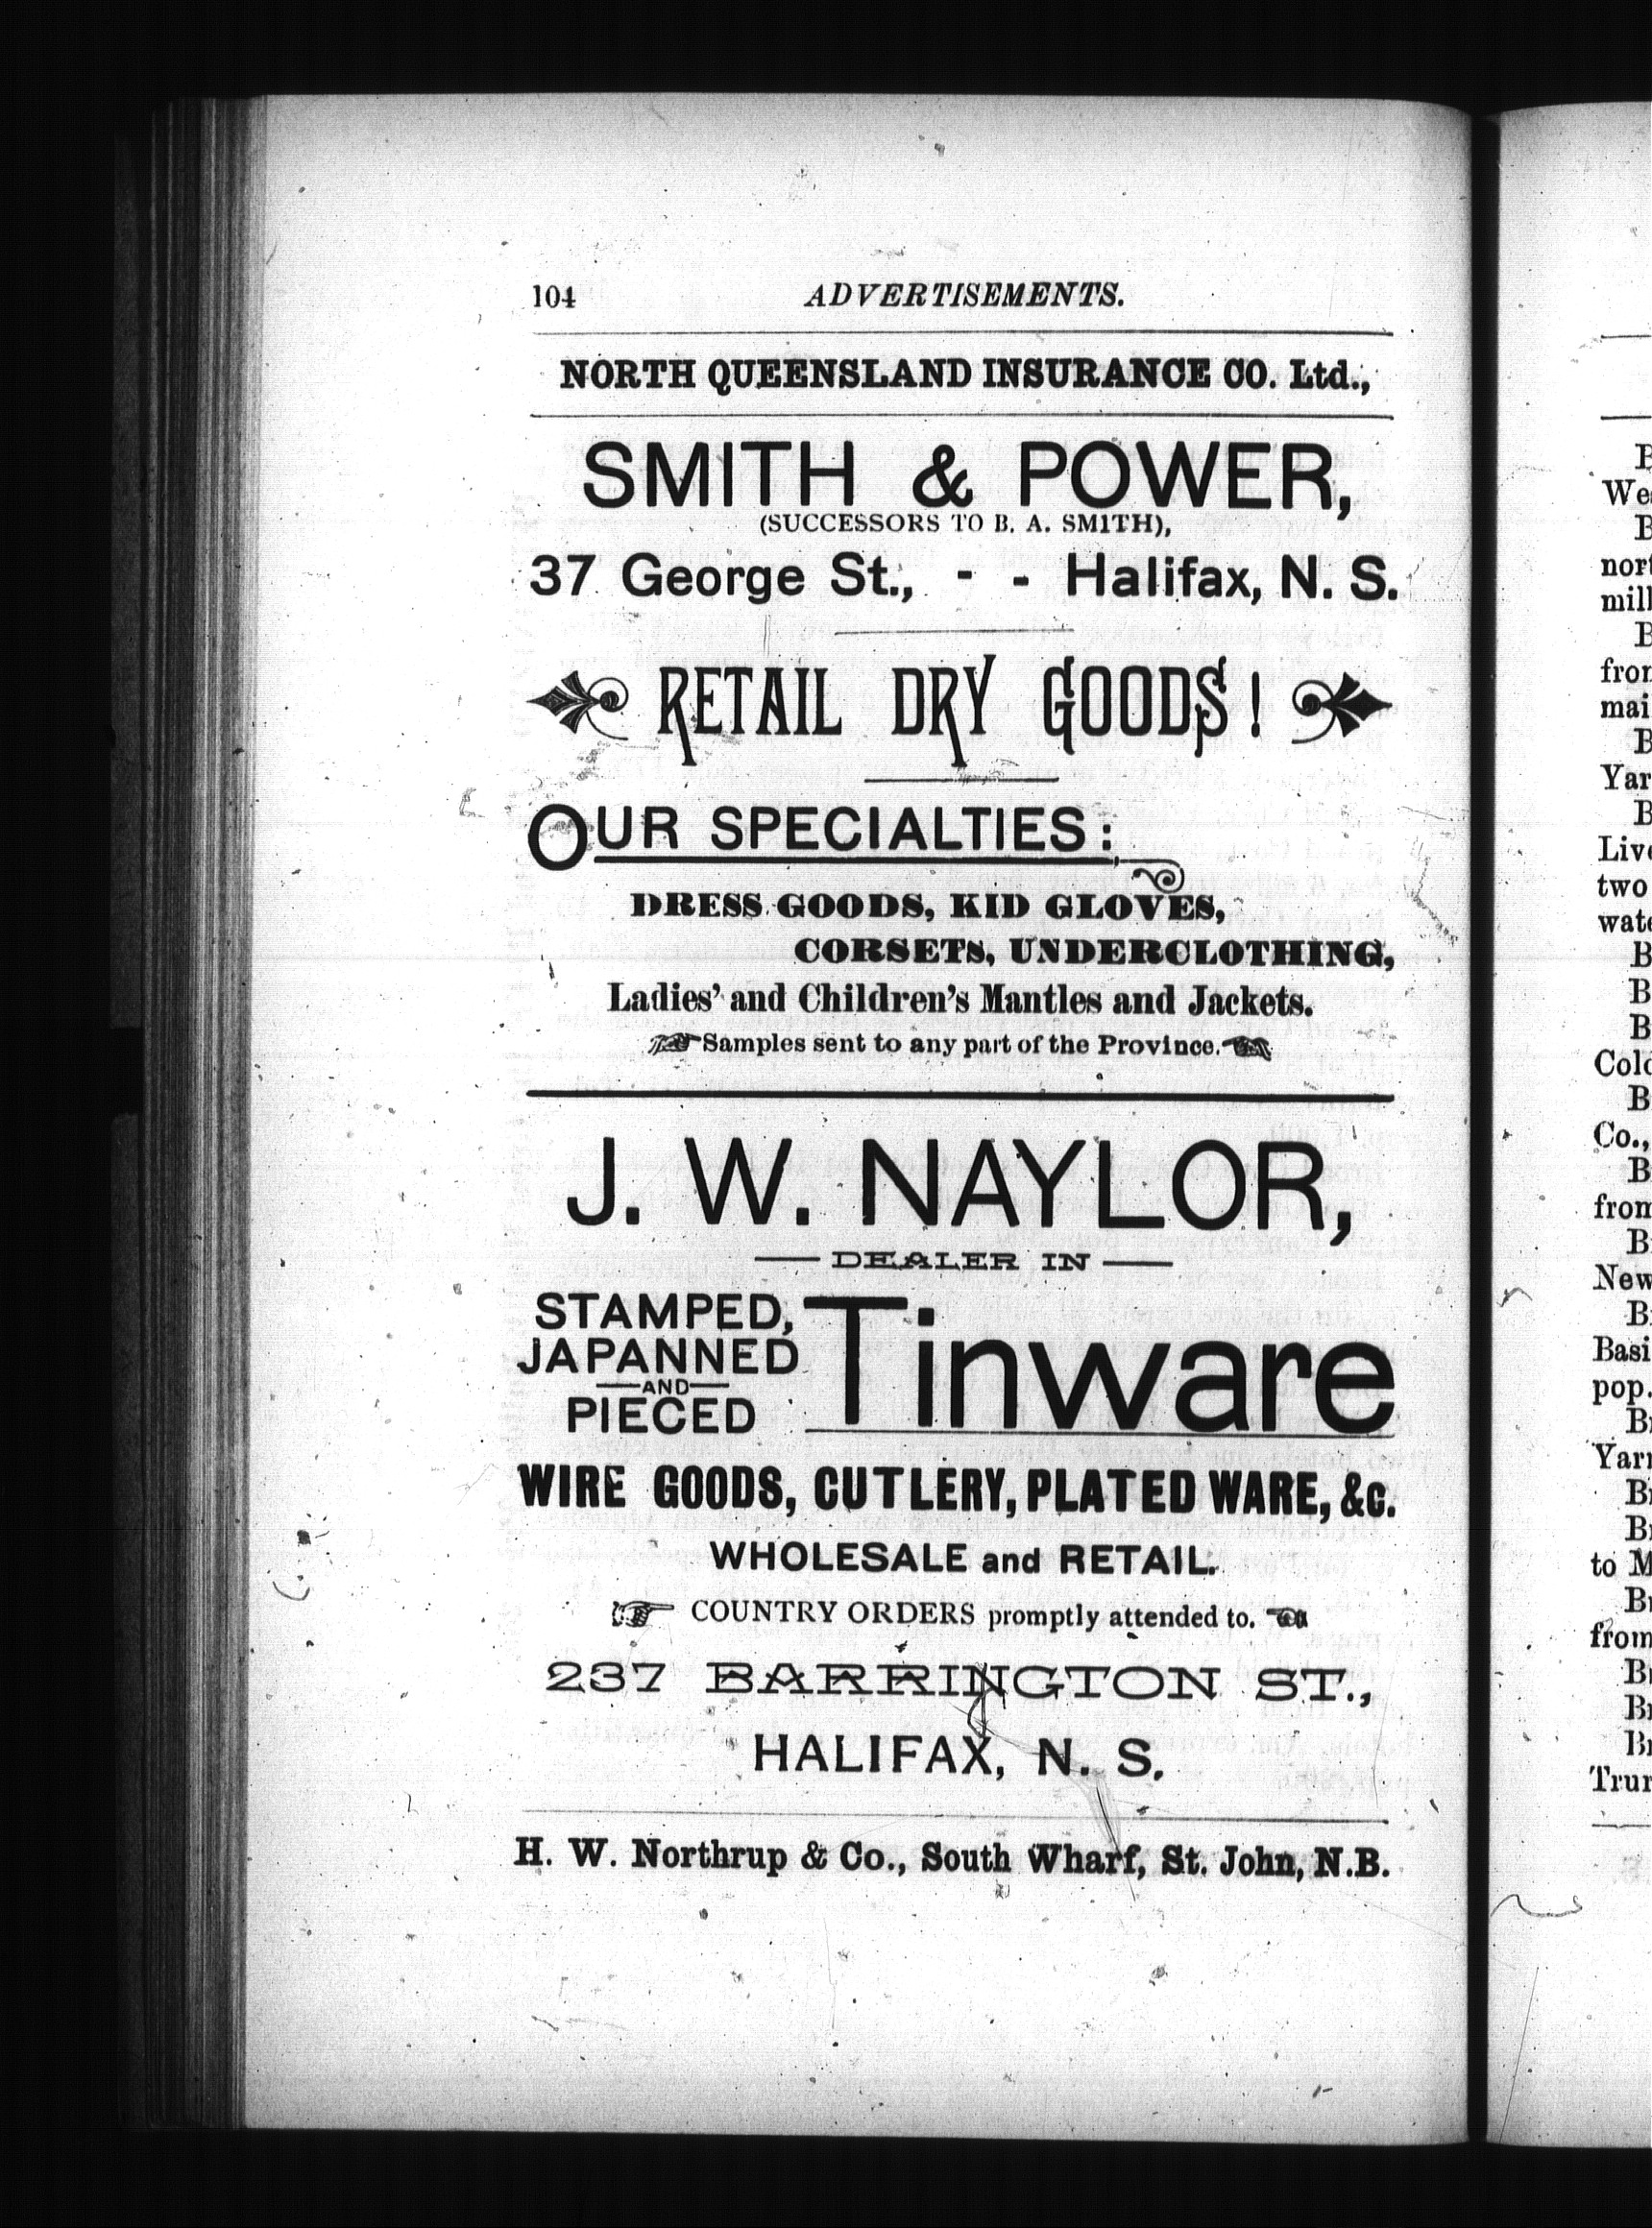 104 ADVERTISEMENTS.
NORTH QUEENSLAND INSURANCE CO. Ltd.,
SMITH & POWER,
(SUCCESSORS TO B. A. SMITH),
37 George St., - - Halifax, N. S.
RETAIL DRY GOODS!
OUR SPECIALTIES:
DRESS GOODS, KID GLOVES,
CORSETS, UNDERCLOTHING,
Ladies' and Children's Mantles and Jackets.
Samples sent to any part of the Province.
J. W. NAYLOR,
DEALER IN
STAMPED,
JAPANNED
AND
PIECED
Tinware
WIRE GOODS, CUTLERY, PLATED WARE, &c.
WHOLESALE and RETAIL.
COUNTRY ORDERS promptly attended to.
237 BARRINGTON ST.,
HALIFAX, N. S.
H. W. Northrup & Co., South Wharf, St. John, N.B.